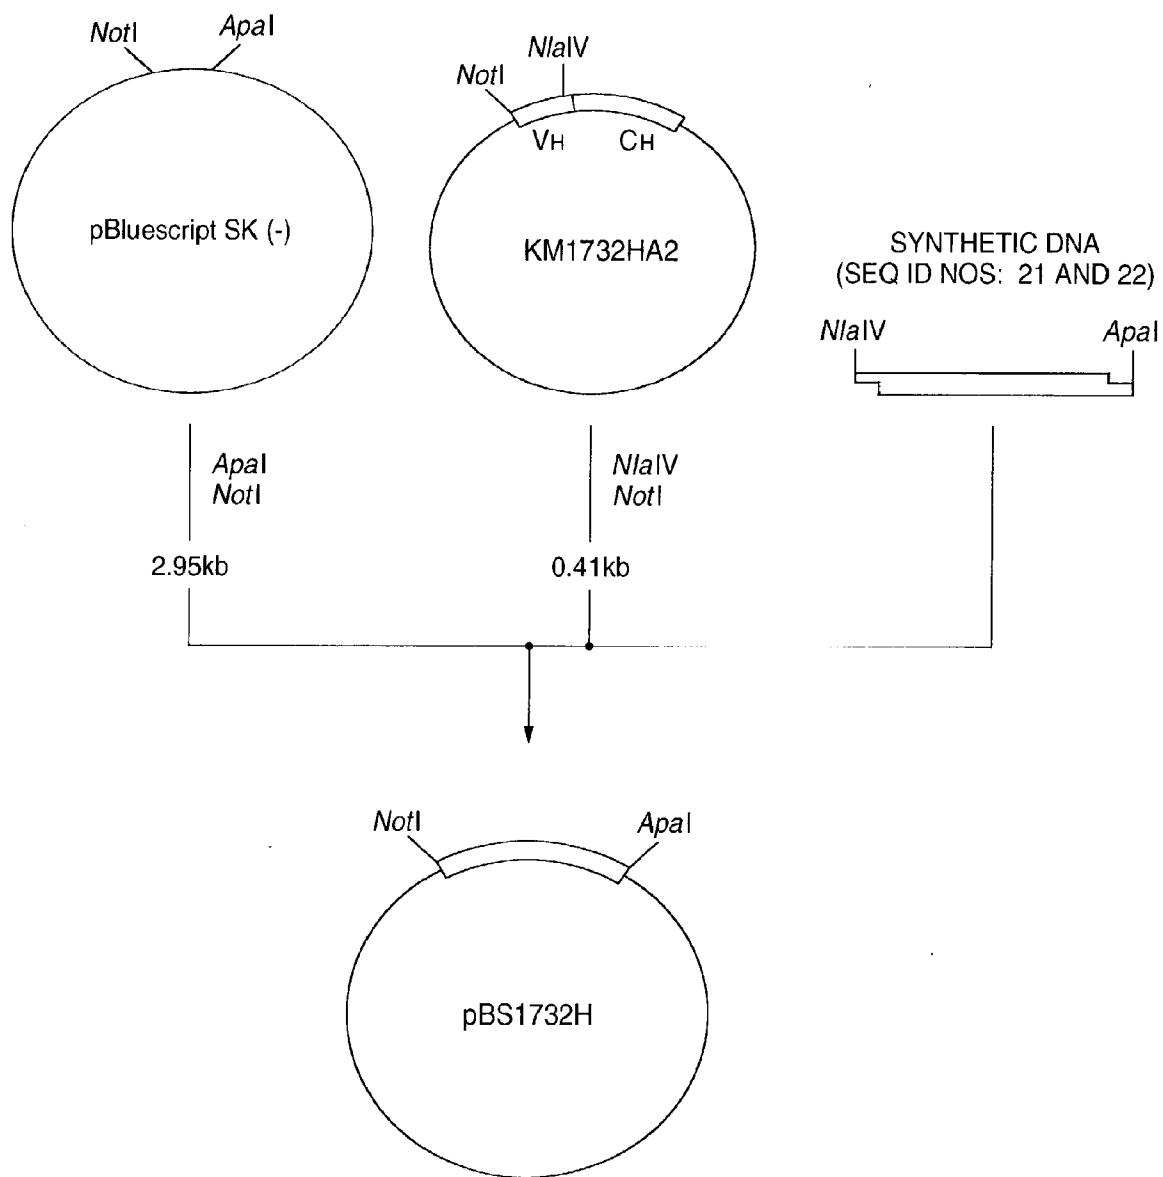 NotI
ApaI
pBluescript SK (-)
NotI
NlaIV
VH
CH
KM1732HA2
SYNTHETIC DNA
(SEQ ID NOS: 21 AND 22)
NlaIV
ApaI
ApaI
NotI
2.95kb
NlaIV
NotI
0.41kb
NotI
ApaI
pBS1732H